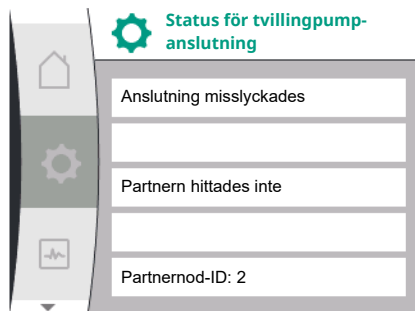 Status för tvillingpump-
anslutning
Anslutning misslyckades
Partnern hittades inte
Partnernod-ID: 2